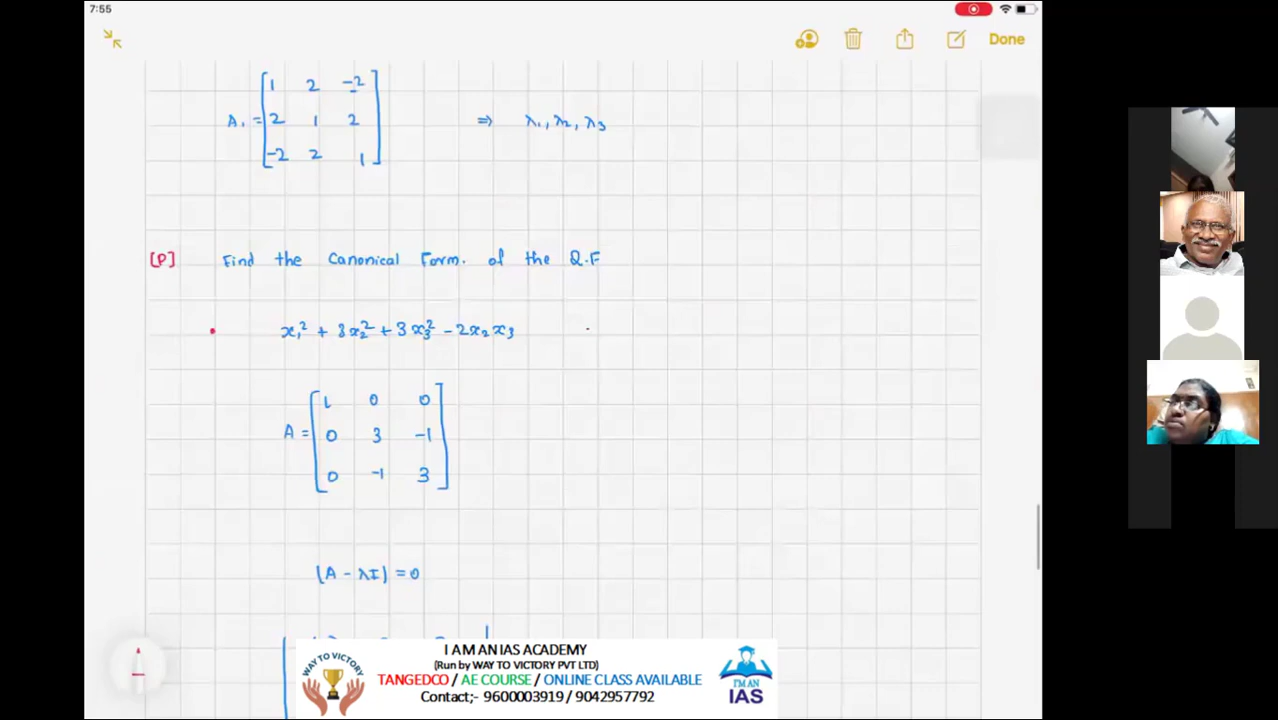 7:55
Done
A₁ = [1 2 -2
2 1 2
-2 2 1] ⇒ λ₁, λ₂, λ₃
[P] Find the Canonical Form. of the Q.F
x₁² + 3x₂² + 3x₃² - 2x₂x₃
A = [1 0 0
0 3 -1
0 -1 3]
|A - λI| = 0
I AM AN IAS ACADEMY
(Run by WAY TO VICTORY PVT LTD)
TANGEDCO / AE COURSE / ONLINE CLASS AVAILABLE
Contact;- 9600003919 / 9042957792
WAY TO VICTORY
I'M AN
IAS